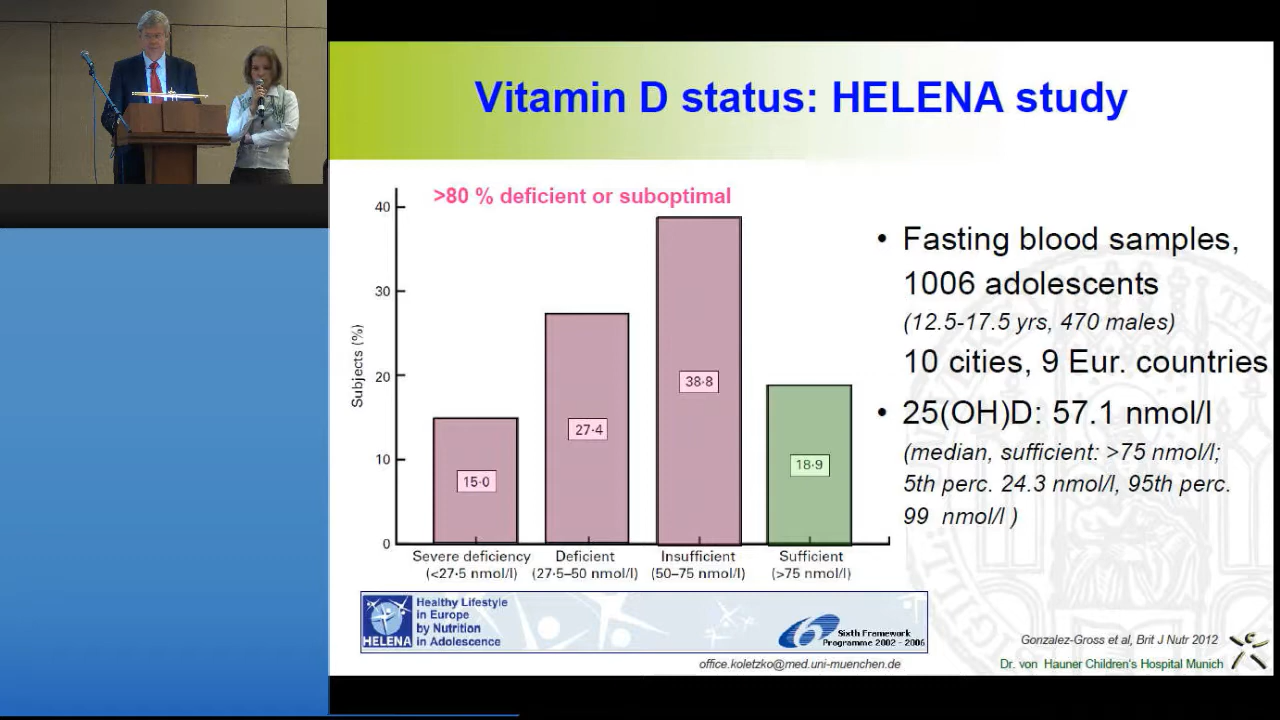 Vitamin D status: HELENA study
>80 % deficient or suboptimal
40
30
20
10
0
Subjects (%)
15·0
27·4
38·8
18·9
Severe deficiency
(<27·5 nmol/l)
Deficient
(27·5–50 nmol/l)
Insufficient
(50–75 nmol/l)
Sufficient
(>75 nmol/l)
• Fasting blood samples,
1006 adolescents
(12.5-17.5 yrs, 470 males)
10 cities, 9 Eur. countries
• 25(OH)D: 57.1 nmol/l
(median, sufficient: >75 nmol/l;
5th perc. 24.3 nmol/l, 95th perc.
99 nmol/l )
HELENA
Healthy Lifestyle
in Europe
by Nutrition
in Adolescence
6
Sixth Framework
Programme 2002 - 2006
Gonzalez-Gross et al, Brit J Nutr 2012
office.koletzko@med.uni-muenchen.de
Dr. von Hauner Children's Hospital Munich